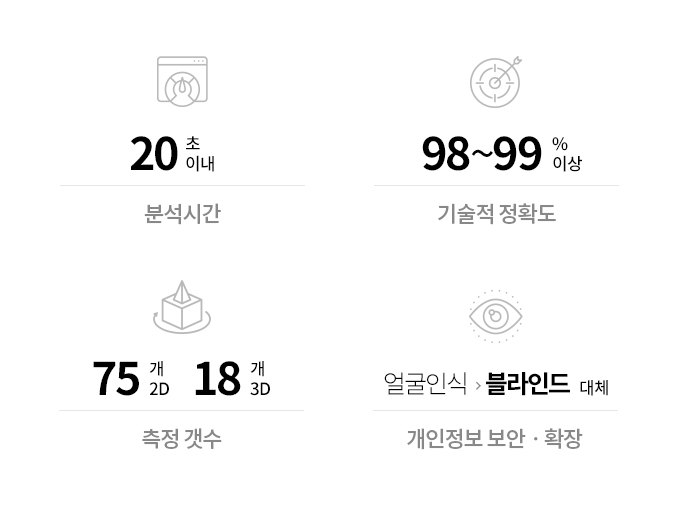 20 초 이내
분석시간
98~99 % 이상
기술적 정확도
75 개 2D 18 개 3D
측정 갯수
얼굴인식 › 블라인드 대체
개인정보 보안 · 확장